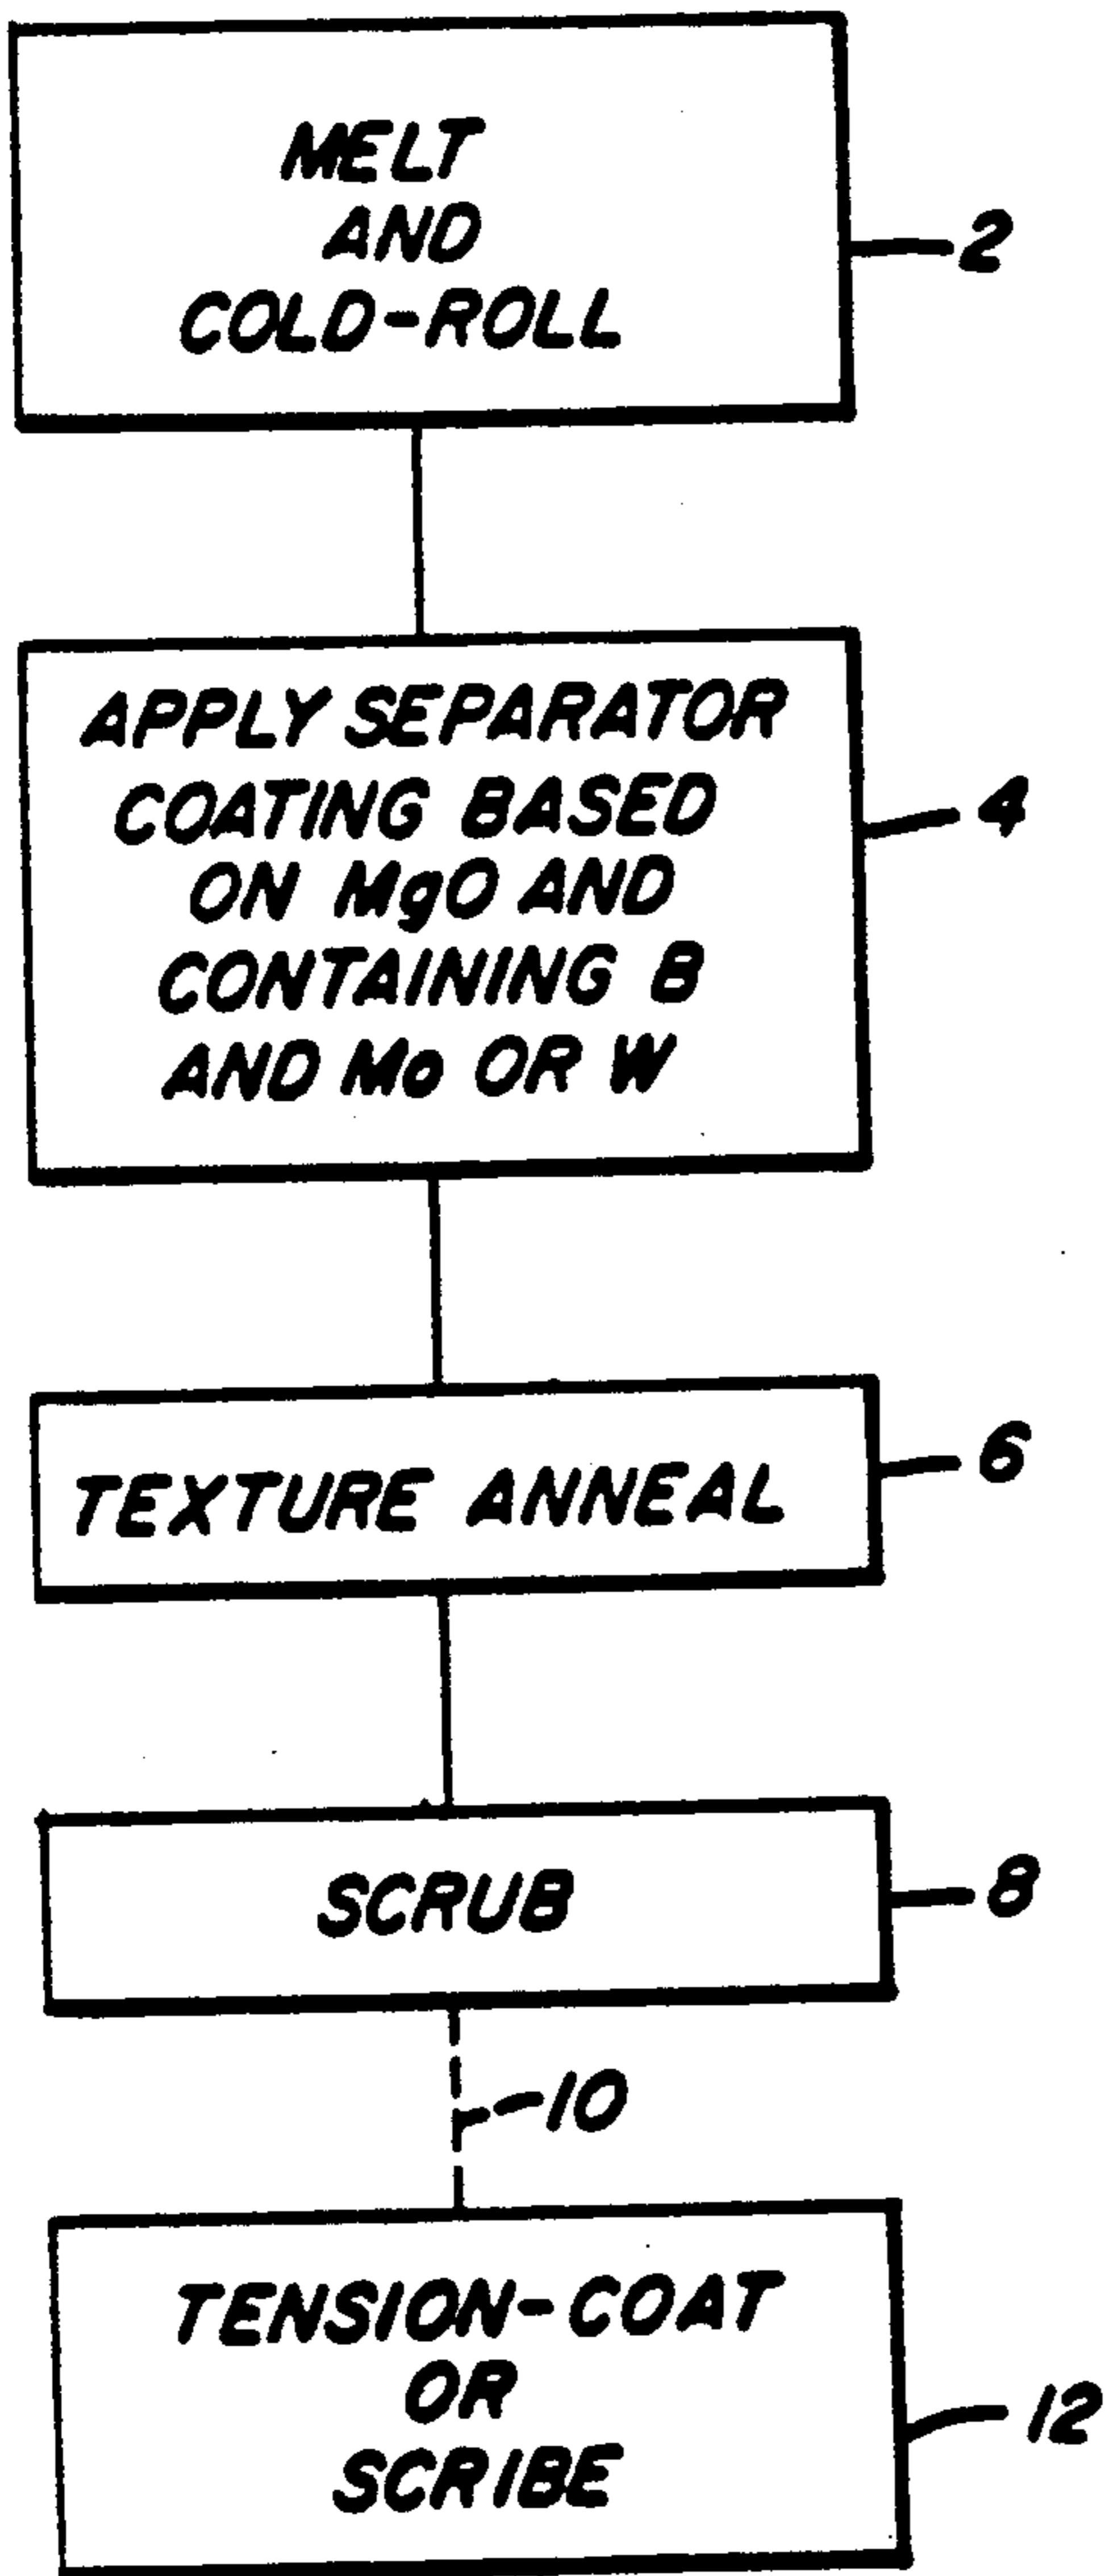 MELT
AND
COLD-ROLL
2
APPLY SEPARATOR
COATING BASED
ON MgO AND
CONTAINING B
AND Mo OR W
4
TEXTURE ANNEAL
6
SCRUB
8
10
TENSION-COAT
OR
SCRIBE
12